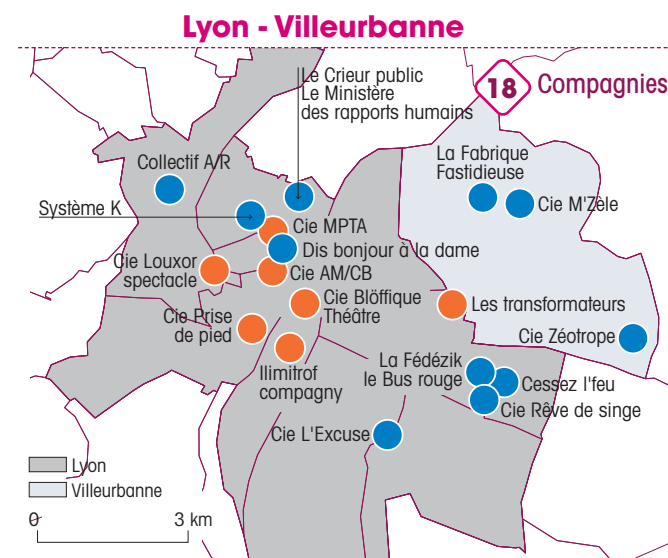 Lyon - Villeurbanne
18 Compagnies
Le Crieur public
Le Ministère
des rapports humains
La Fabrique
Fastidieuse
Collectif A/R
Système K
Cie M'Zèle
Cie MPTA
Dis bonjour à la dame
Cie Louxor
spectacle
Cie AM/CB
Cie Blöffique
Théâtre
Les transformateurs
Cie Prise
de pied
Cie Zéotrope
Ilimitrof
compagny
La Fédézik
le Bus rouge
Cessez l'feu
Cie Rêve de singe
Cie L'Excuse
Lyon
Villeurbanne
0 3 km